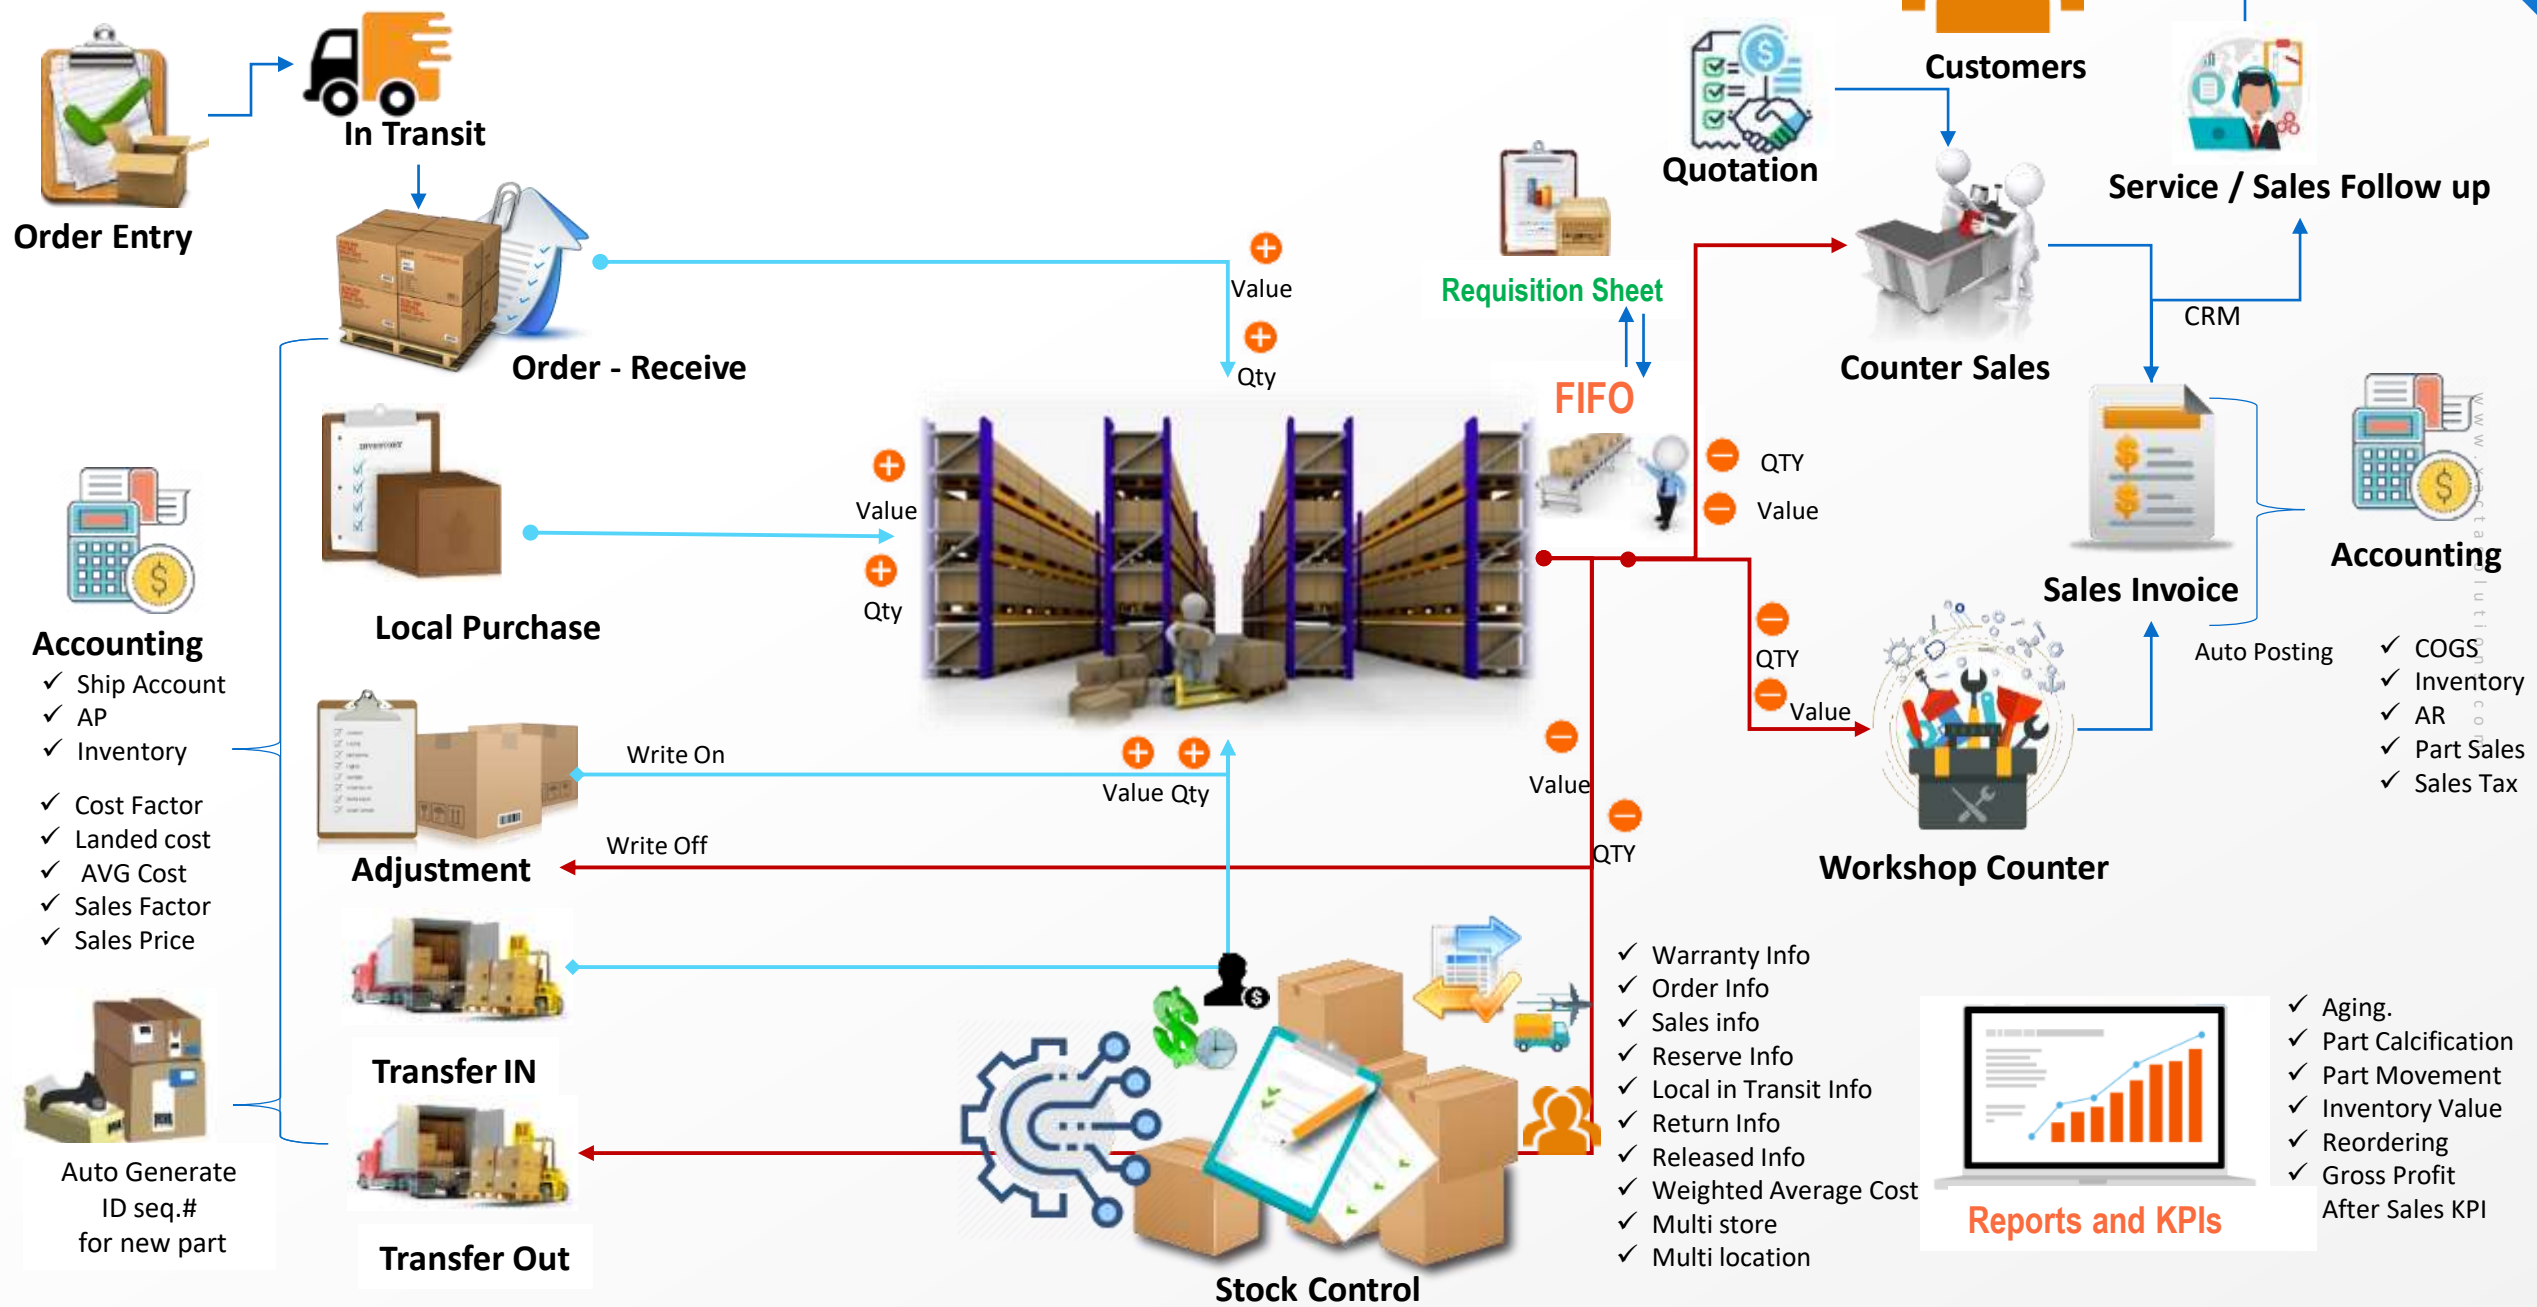 Order Entry
In Transit
Order - Receive
Local Purchase
Accounting
✓ Ship Account
✓ AP
✓ Inventory
✓ Cost Factor
✓ Landed cost
✓ AVG Cost
✓ Sales Factor
✓ Sales Price
Auto Generate
ID seq.#
for new part
INVENTORY
Adjustment
Write On
Write Off
Transfer IN
Transfer Out
Value
Qty
Value
Qty
Value Qty
Requisition Sheet
FIFO
Quotation
Customers
Service / Sales Follow up
Counter Sales
CRM
QTY
Value
QTY
Value
Value
QTY
Sales Invoice
Auto Posting
Workshop Counter
Accounting
✓ COGS
✓ Inventory
✓ AR
✓ Part Sales
✓ Sales Tax
Stock Control
✓ Warranty Info
✓ Order Info
✓ Sales info
✓ Reserve Info
✓ Local in Transit Info
✓ Return Info
✓ Released Info
✓ Weighted Average Cost
✓ Multi store
✓ Multi location
Reports and KPIs
✓ Aging.
✓ Part Calcification
✓ Part Movement
✓ Inventory Value
✓ Reordering
✓ Gross Profit
After Sales KPI